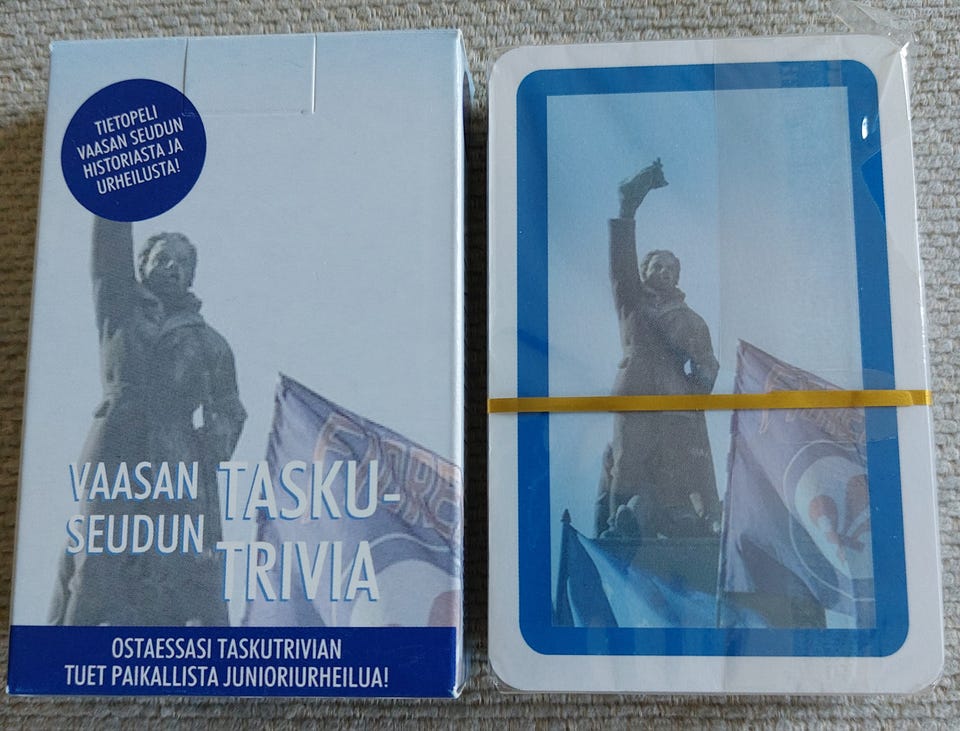 TIETOPELI
VAASAN SEUDUN
HISTORIASTA JA
URHEILUSTA!
VAASAN
SEUDUN
TASKU-
TRIVIA
OSTAESSASI TASKUTRIVIAN
TUET PAIKALLISTA JUNIORIURHEILUA!